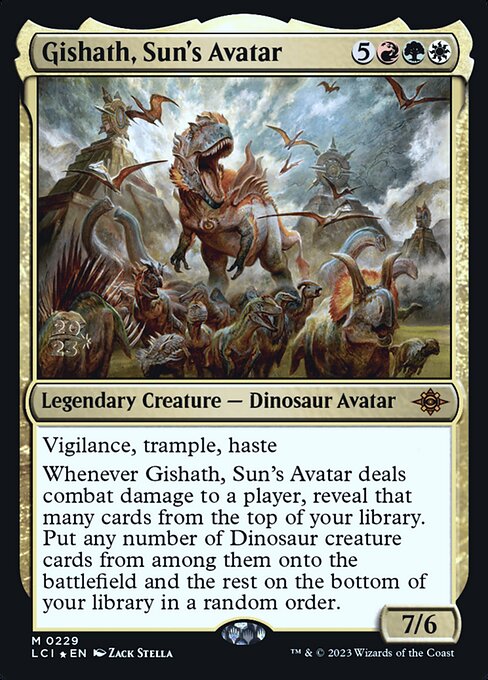 Gishath, Sun's Avatar 5
20
23
Legendary Creature — Dinosaur Avatar
Vigilance, trample, haste
Whenever Gishath, Sun's Avatar deals
combat damage to a player, reveal that
many cards from the top of your library.
Put any number of Dinosaur creature
cards from among them onto the
battlefield and the rest on the bottom of
your library in a random order.
7/6
M 0229
LCI ★ EN Zack Stella ™ & © 2023 Wizards of the Coast